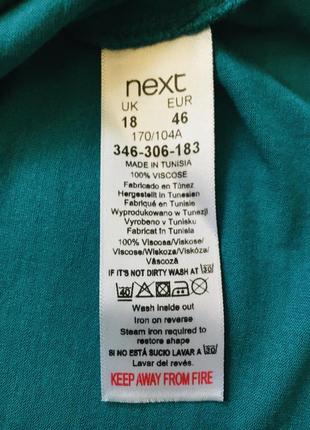 next
UK EUR
18 46
170/104A
346-306-183
MADE IN TUNISIA
100% VISCOSE
Fabricado en Túnez
Hergestellt in Tunesien
Fabriqué en Tunisie
Wyprodukowano w Tunezji
Vyrobeno v Tunisku
Fabricat în Tunisia
100% Viscosa/Viskose/
Viscose/Wiskoza/Viskóza/
Vâscoză
IF IT'S NOT DIRTY WASH AT 30
40
Wash inside out
Iron on reverse
Steam iron required to
restore shape
SI NO ESTÁ SUCIO LAVAR A 30
Lavar del revés.
KEEP AWAY FROM FIRE